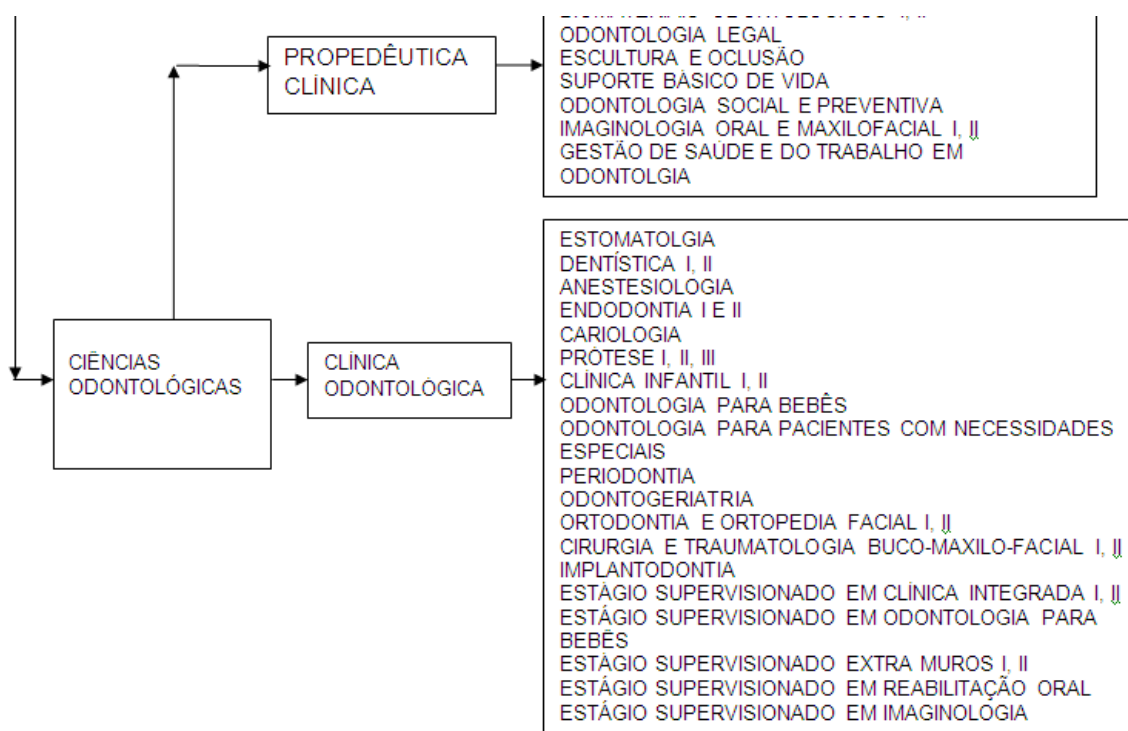 ODONTOLOGIA LEGAL
ESCULTURA E OCLUSÃO
SUPORTE BÁSICO DE VIDA
ODONTOLOGIA SOCIAL E PREVENTIVA
IMAGINOLOGIA ORAL E MAXILOFACIAL I, II
GESTÃO DE SAÚDE E DO TRABALHO EM
ODONTOLGIA
PROPEDÊUTICA
CLÍNICA
CIÊNCIAS
ODONTOLÓGICAS
CLÍNICA
ODONTOLÓGICA
ESTOMATOLGIA
DENTÍSTICA I, II
ANESTESIOLOGIA
ENDODONTIA I E II
CARIOLOGIA
PRÓTESE I, II, III
CLÍNICA INFANTIL I, II
ODONTOLOGIA PARA BEBÊS
ODONTOLOGIA PARA PACIENTES COM NECESSIDADES
ESPECIAIS
PERIODONTIA
ODONTOGERIATRIA
ORTODONTIA E ORTOPEDIA FACIAL I, II
CIRURGIA E TRAUMATOLOGIA BUCO-MAXILO-FACIAL I, II
IMPLANTODONTIA
ESTÁGIO SUPERVISIONADO EM CLÍNICA INTEGRADA I, II
ESTÁGIO SUPERVISIONADO EM ODONTOLOGIA PARA
BEBÊS
ESTÁGIO SUPERVISIONADO EXTRA MUROS I, II
ESTÁGIO SUPERVISIONADO EM REABILITAÇÃO ORAL
ESTÁGIO SUPERVISIONADO EM IMAGINOLOGIA